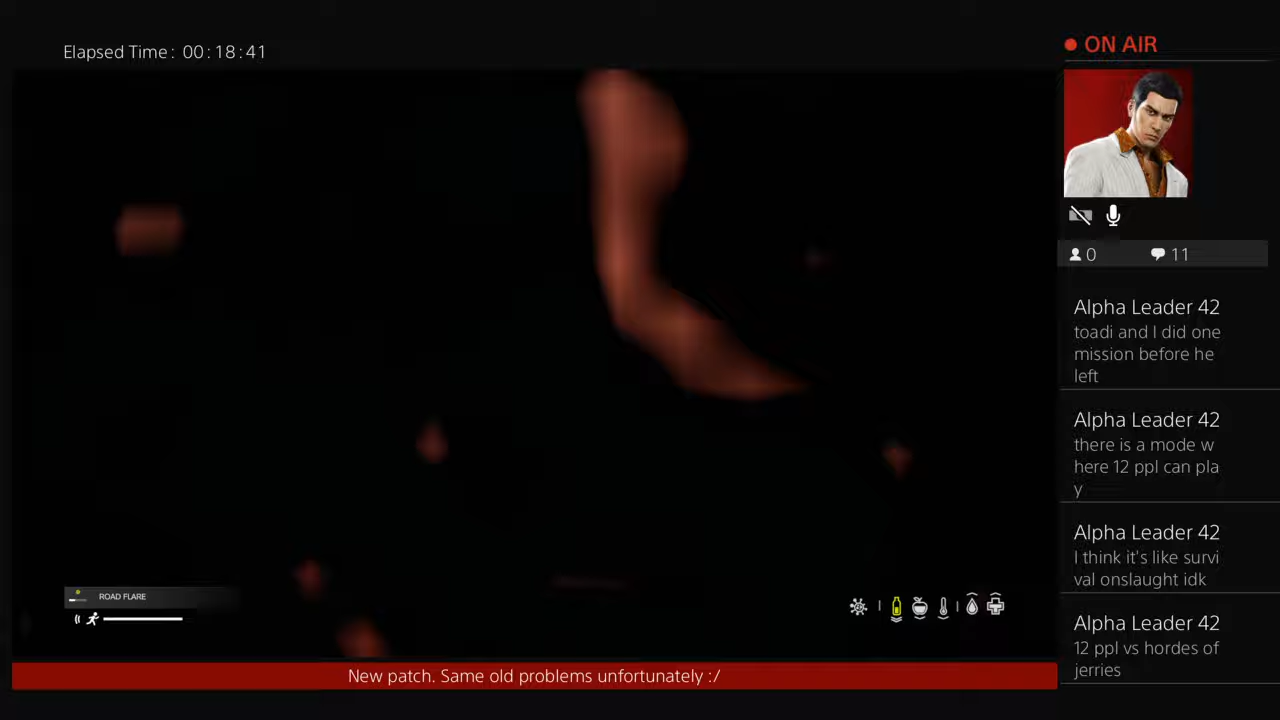 Elapsed Time: 00:18:41
ON AIR
0
11
Alpha Leader 42
toadi and I did one
mission before he
left
Alpha Leader 42
there is a mode w
here 12 ppl can pla
y
Alpha Leader 42
I think it's like survi
val onslaught idk
Alpha Leader 42
12 ppl vs hordes of
jerries
ROAD FLARE
New patch. Same old problems unfortunately :/